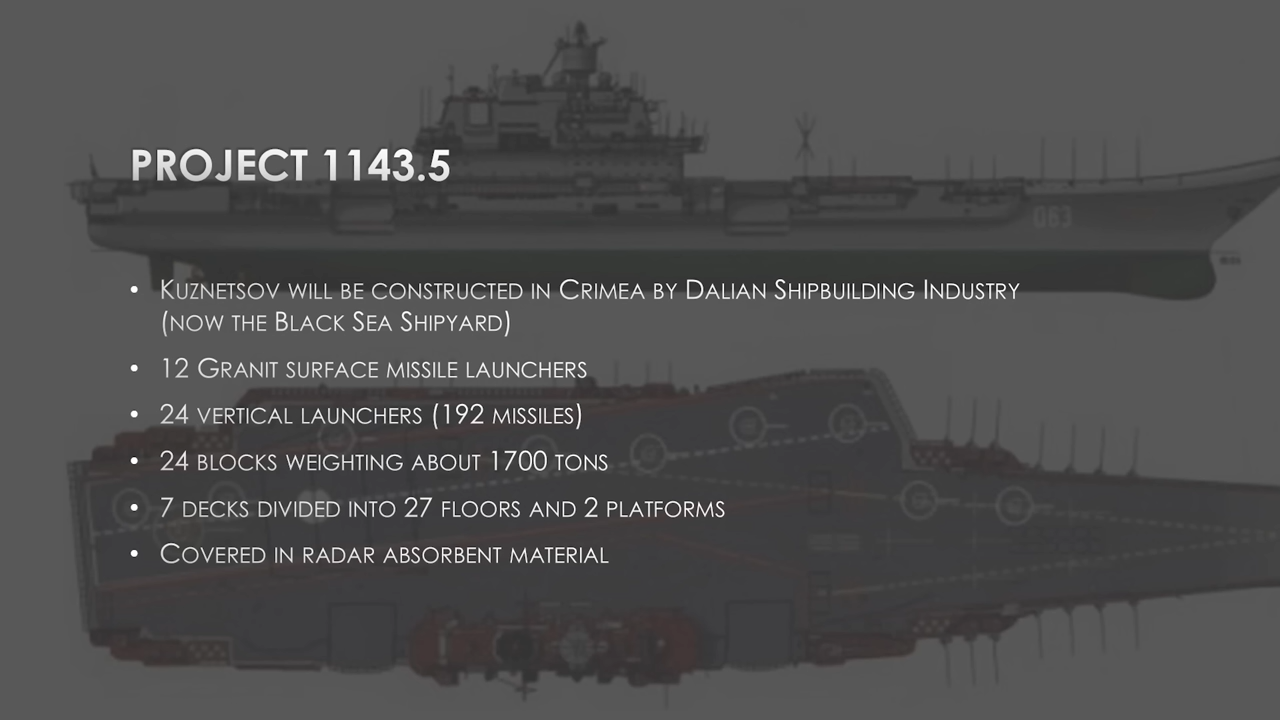 PROJECT 1143.5
063
• Kuznetsov will be constructed in Crimea by Dalian Shipbuilding Industry
(now the Black Sea Shipyard)
• 12 Granit surface missile launchers
• 24 vertical launchers (192 missiles)
• 24 blocks weighting about 1700 tons
• 7 decks divided into 27 floors and 2 platforms
• Covered in radar absorbent material